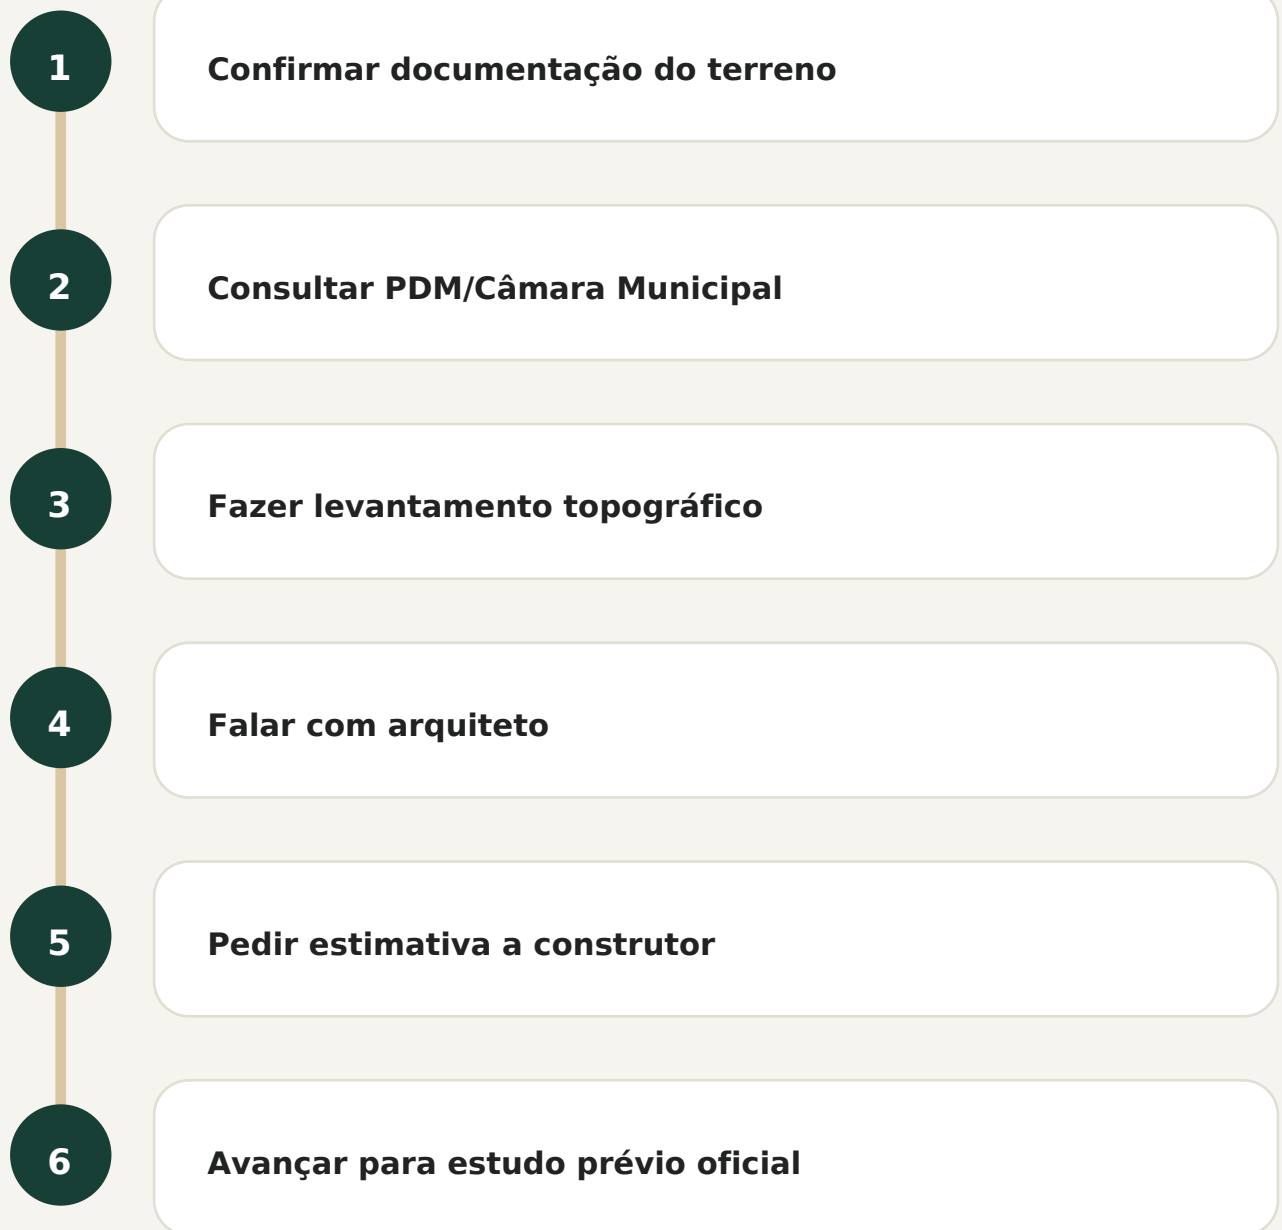 1
Confirmar documentação do terreno
2
Consultar PDM/Câmara Municipal
3
Fazer levantamento topográfico
4
Falar com arquiteto
5
Pedir estimativa a construtor
6
Avançar para estudo prévio oficial